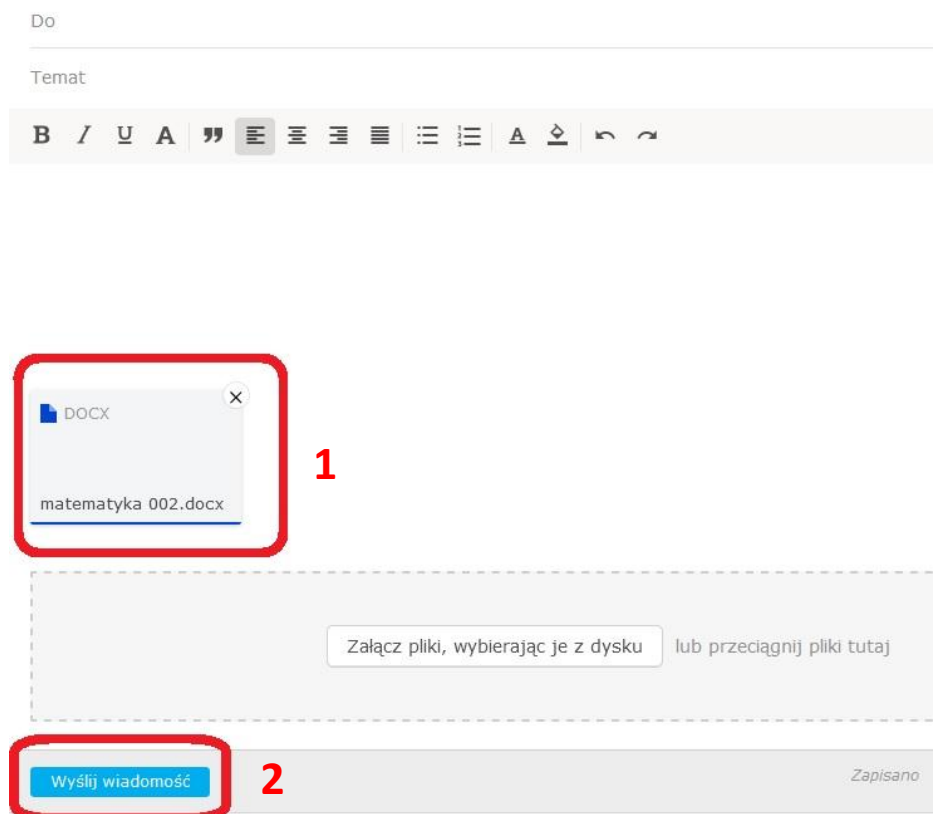 Do
Temat
B I U A A
DOCX
matematyka 002.docx
1
Załącz pliki, wybierając je z dysku lub przeciągnij pliki tutaj
Wyślij wiadomość 2 Zapisano